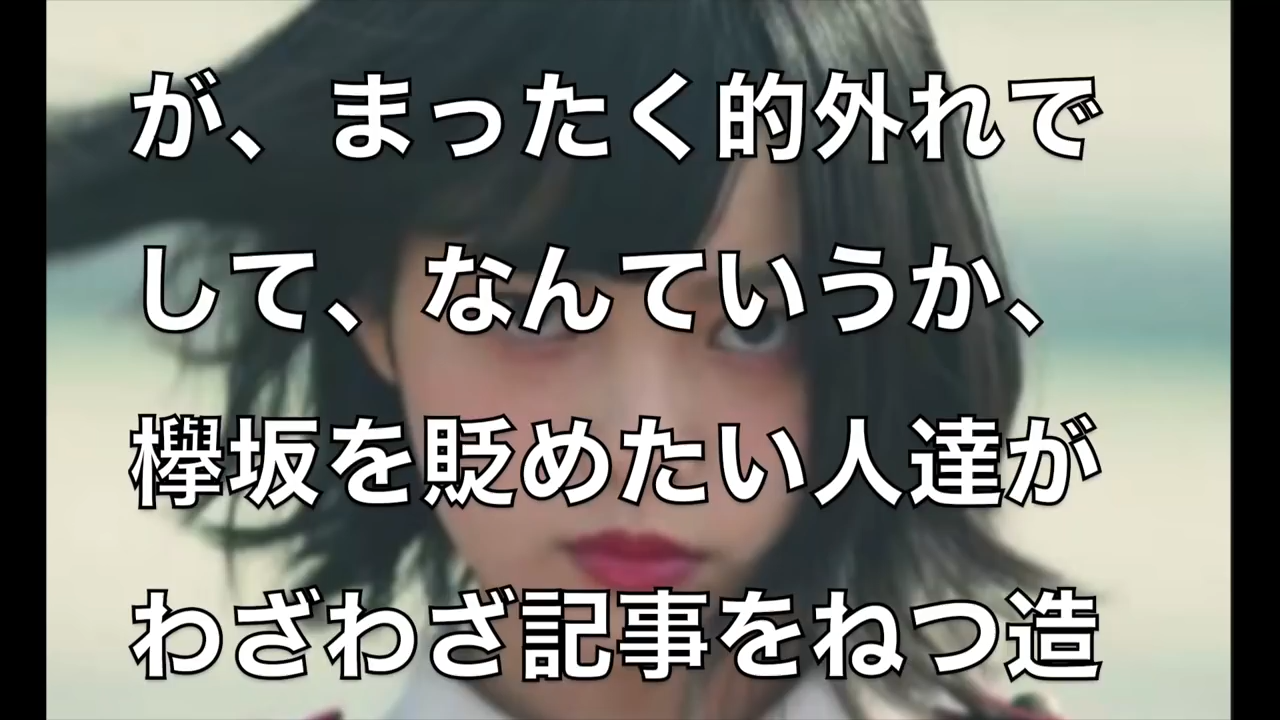 が、まったく的外れで
して、なんていうか、
欅坂を貶めたい人達が
わざわざ記事をねつ造